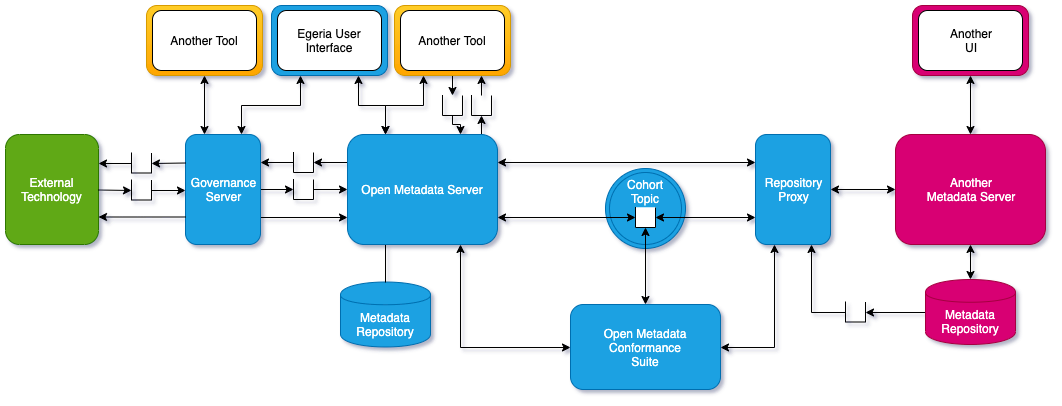 Another Tool
Egeria User
Interface
Another Tool
Another
UI
External
Technology
Governance
Server
Open Metadata Server
Cohort
Topic
Repository
Proxy
Another
Metadata Server
Metadata
Repository
Open Metadata
Conformance
Suite
Metadata
Repository